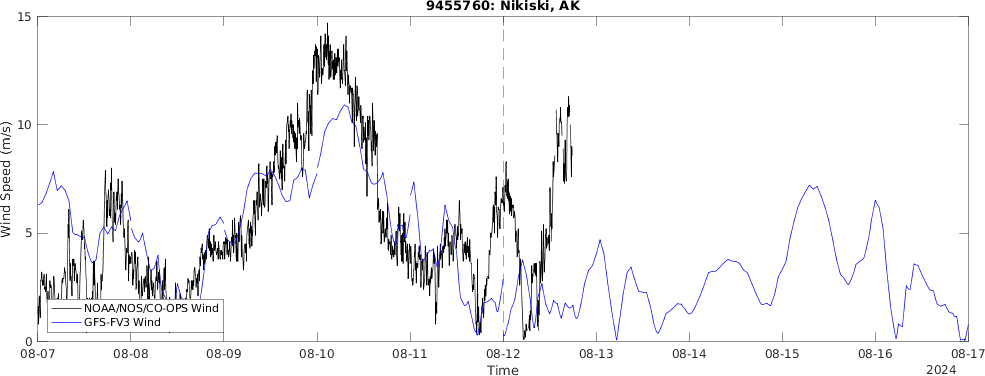 9455760: Nikiski, AK
15
10
5
0
Wind Speed (m/s)
NOAA/NOS/CO-OPS Wind
GFS-FV3 Wind
08-07 08-08 08-09 08-10 08-11 08-12 08-13 08-14 08-15 08-16 08-17
Time
2024